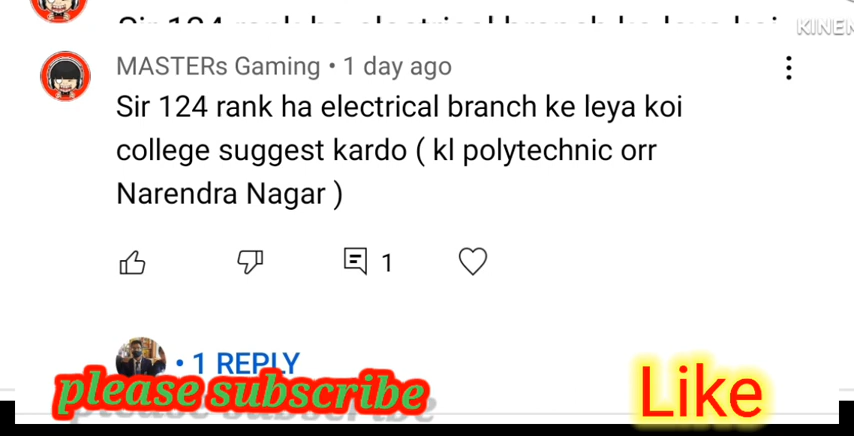 KINEM
MASTERs Gaming • 1 day ago
Sir 124 rank ha electrical branch ke leya koi
college suggest kardo ( kl polytechnic orr
Narendra Nagar )
1
• 1 REPLY
please subscribe
Like